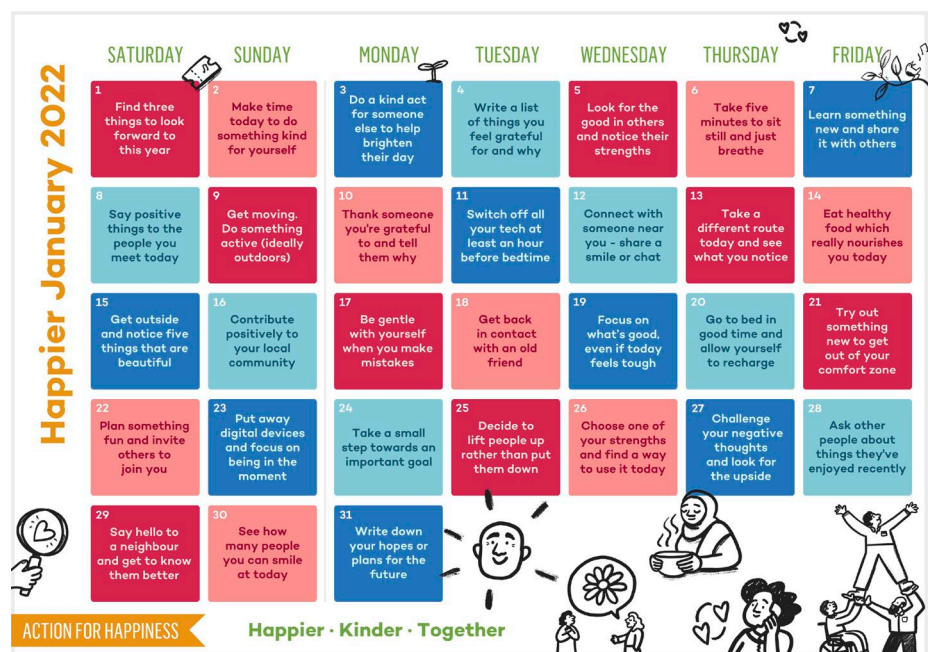 Happier January 2022
SATURDAY SUNDAY MONDAY TUESDAY WEDNESDAY THURSDAY FRIDAY
1
Find three
things to look
forward to
this year
2
Make time
today to do
something kind
for yourself
3
Do a kind act
for someone
else to help
brighten
their day
4
Write a list
of things you
feel grateful
for and why
5
Look for the
good in others
and notice their
strengths
6
Take five
minutes to sit
still and just
breathe
7
Learn something
new and share
it with others
8
Say positive
things to the
people you
meet today
9
Get moving.
Do something
active (ideally
outdoors)
10
Thank someone
you're grateful
to and tell
them why
11
Switch off all
your tech at
least an hour
before bedtime
12
Connect with
someone near
you - share a
smile or chat
13
Take a
different route
today and see
what you notice
14
Eat healthy
food which
really nourishes
you today
15
Get outside
and notice five
things that are
beautiful
16
Contribute
positively to
your local
community
17
Be gentle
with yourself
when you make
mistakes
18
Get back
in contact
with an old
friend
19
Focus on
what's good,
even if today
feels tough
20
Go to bed in
good time and
allow yourself
to recharge
21
Try out
something
new to get
out of your
comfort zone
22
Plan something
fun and invite
others to
join you
23
Put away
digital devices
and focus on
being in the
moment
24
Take a small
step towards an
important goal
25
Decide to
lift people up
rather than put
them down
26
Choose one of
your strengths
and find a way
to use it today
27
Challenge
your negative
thoughts
and look for
the upside
28
Ask other
people about
things they've
enjoyed recently
29
Say hello to
a neighbour
and get to know
them better
30
See how
many people
you can smile
at today
31
Write down
your hopes or
plans for the
future
ACTION FOR HAPPINESS
Happier · Kinder · Together